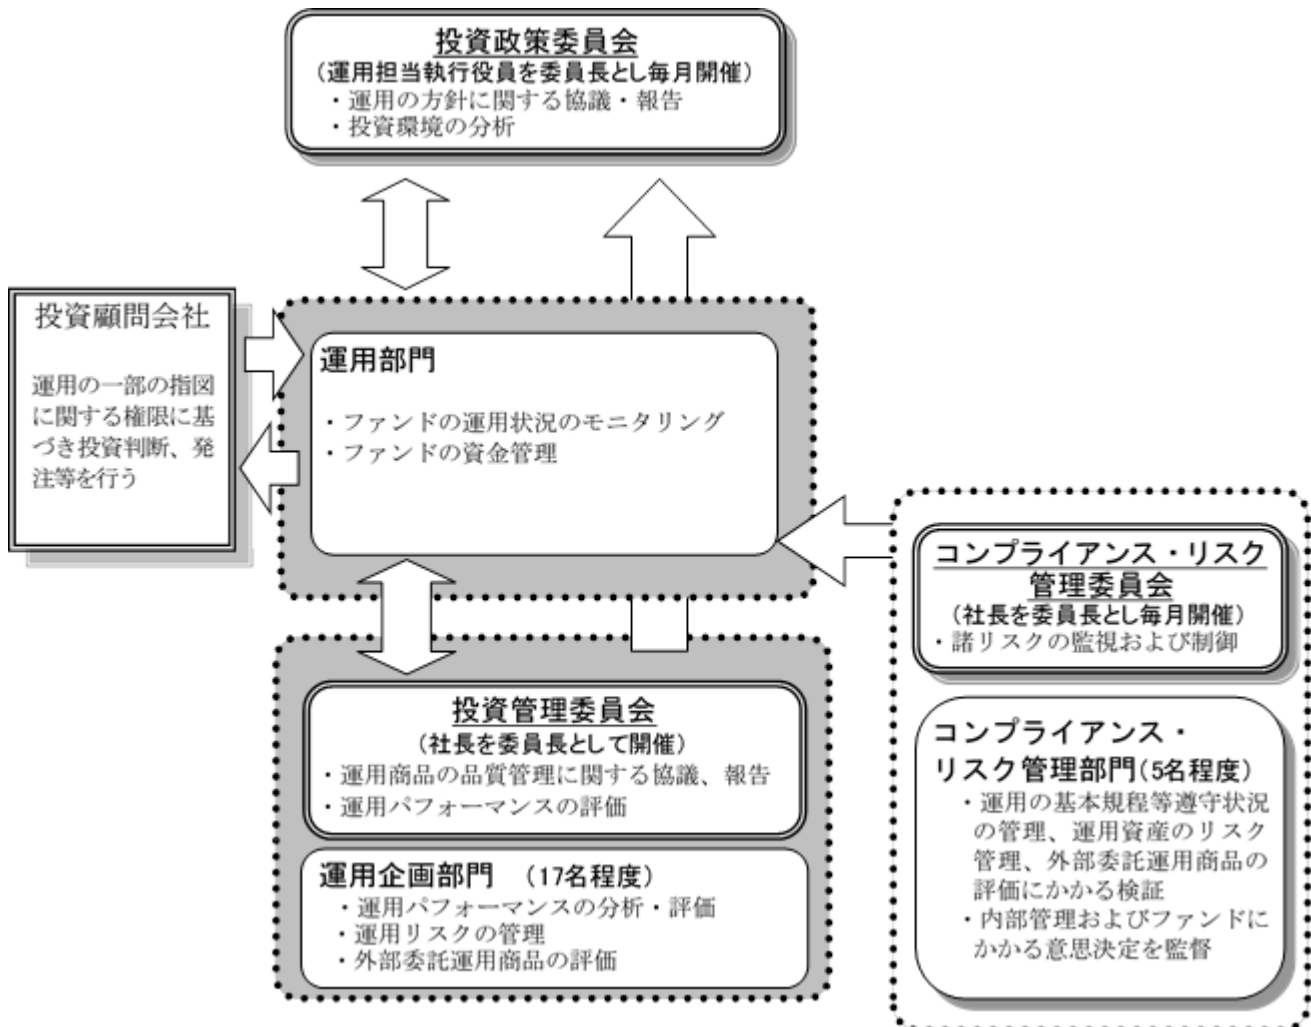 投資政策委員会
（運用担当執行役員を委員長とし毎月開催）
・運用の方針に関する協議・報告
・投資環境の分析
投資顧問会社
運用の一部の指図
に関する権限に基
づき投資判断、発
注等を行う
運用部門
・ファンドの運用状況のモニタリング
・ファンドの資金管理
コンプライアンス・リスク
管理委員会
（社長を委員長とし毎月開催）
・諸リスクの監視および制御
投資管理委員会
（社長を委員長として開催）
・運用商品の品質管理に関する協議、報告
・運用パフォーマンスの評価
運用企画部門　（17名程度）
・運用パフォーマンスの分析・評価
・運用リスクの管理
・外部委託運用商品の評価
コンプライアンス・
リスク管理部門（5名程度）
・運用の基本規程等遵守状況
の管理、運用資産のリスク
管理、外部委託運用商品の
評価にかかる検証
・内部管理およびファンドに
かかる意思決定を監督